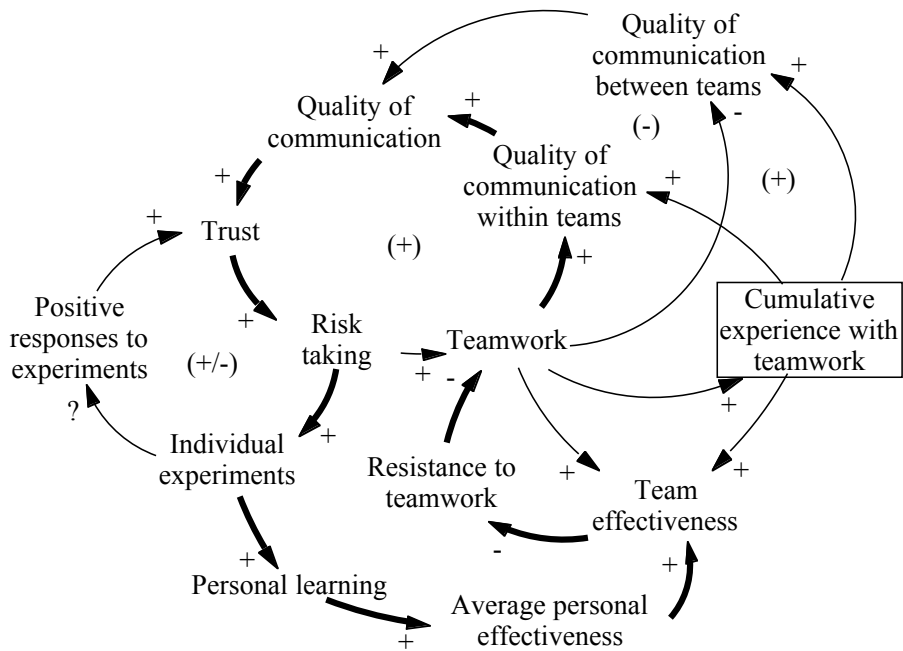 Quality of
communication
between teams
+
+
Quality of
communication
+
-
(-)
Quality of
communication
within teams
+
(+)
+
+
Trust
(+)
+
Positive
responses to
experiments
+
Risk
taking
Teamwork
Cumulative
experience with
teamwork
(+/-)
+
-
?
+
+
Individual
experiments
Resistance to
teamwork
+
+
Team
effectiveness
-
+
+
Personal learning
Average personal
effectiveness
+